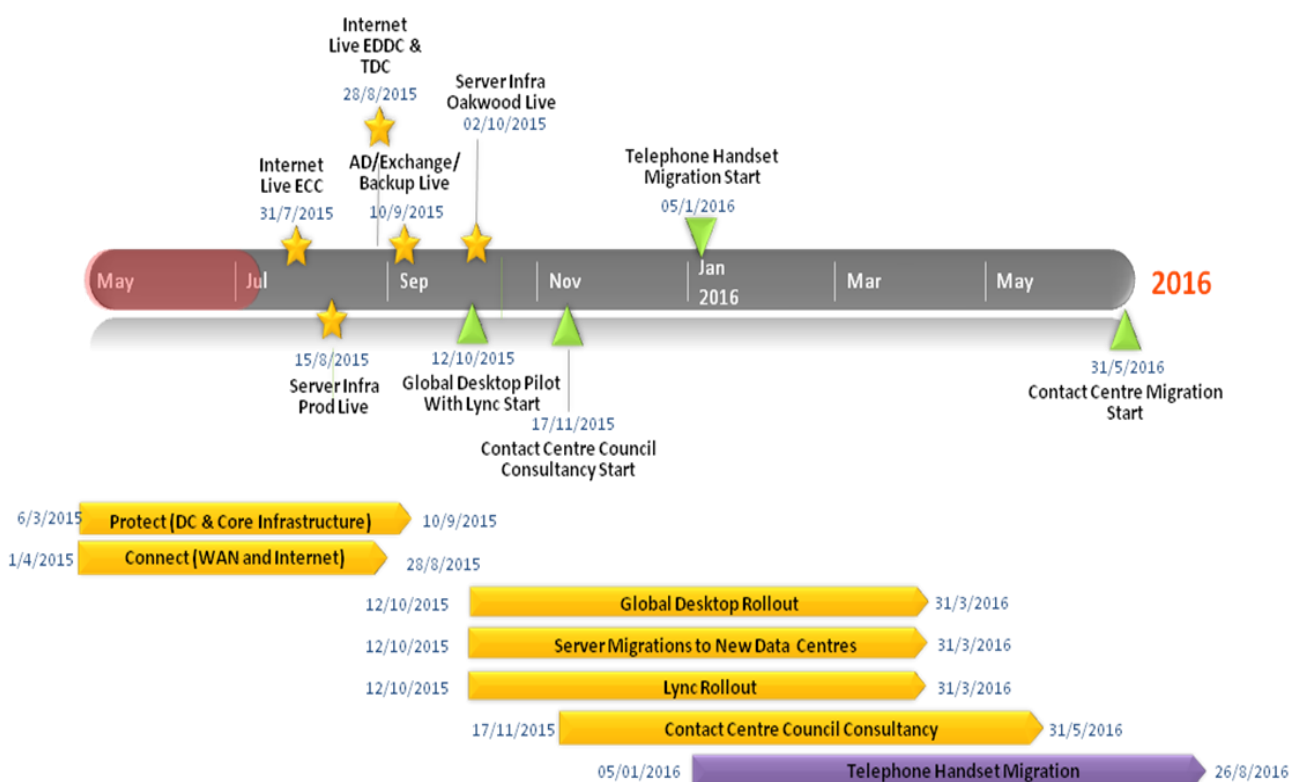 Internet
Live EDDC &
TDC
28/8/2015
Server Infra
Oakwood Live
02/10/2015
Internet
Live ECC
31/7/2015
AD/Exchange/
Backup Live
10/9/2015
Telephone Handset
Migration Start
05/1/2016
May
Jul
Sep
Nov
Jan
2016
Mar
May
2016
15/8/2015
Server Infra
Prod Live
12/10/2015
Global Desktop Pilot
With Lync Start
17/11/2015
Contact Centre Council
Consultancy Start
31/5/2016
Contact Centre Migration
Start
6/3/2015 Protect (DC & Core Infrastructure) 10/9/2015
1/4/2015 Connect (WAN and Internet) 28/8/2015
12/10/2015 Global Desktop Rollout 31/3/2016
12/10/2015 Server Migrations to New Data Centres 31/3/2016
12/10/2015 Lync Rollout 31/3/2016
17/11/2015 Contact Centre Council Consultancy 31/5/2016
05/01/2016 Telephone Handset Migration 26/8/2016